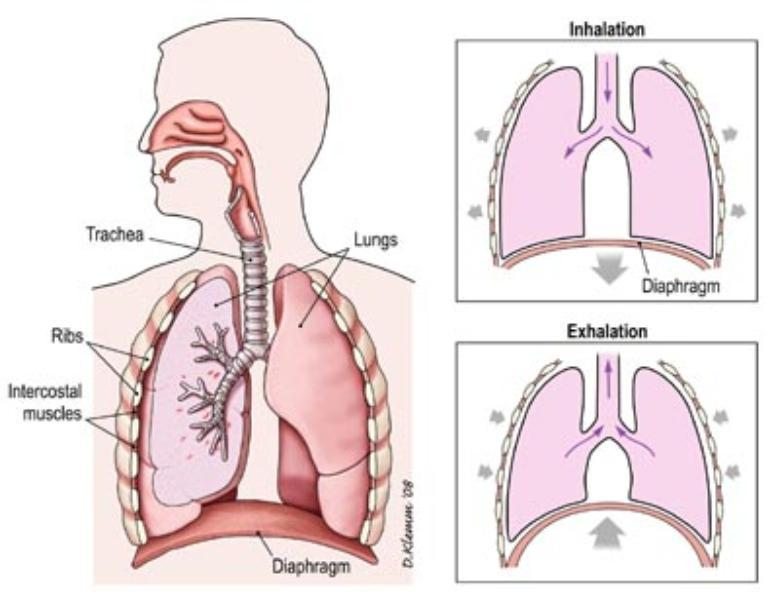 Trachea
Lungs
Ribs
Intercostal
muscles
Diaphragm
D.Klemm '08
Inhalation
Diaphragm
Exhalation